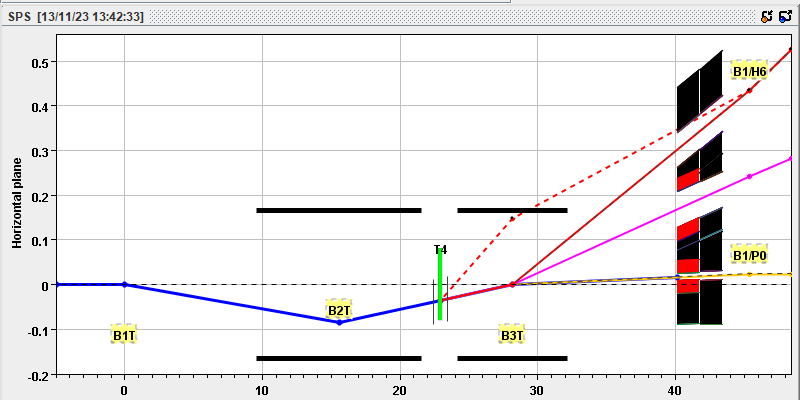 SPS [13/11/23 13:42:33]
B1/H6
0.5
0.4
0.3
0.2
T4
0.1
B1/P0
0
B2T
-0.1
B1T
B3T
-0.2
Horizontal plane
0
10
20
30
40